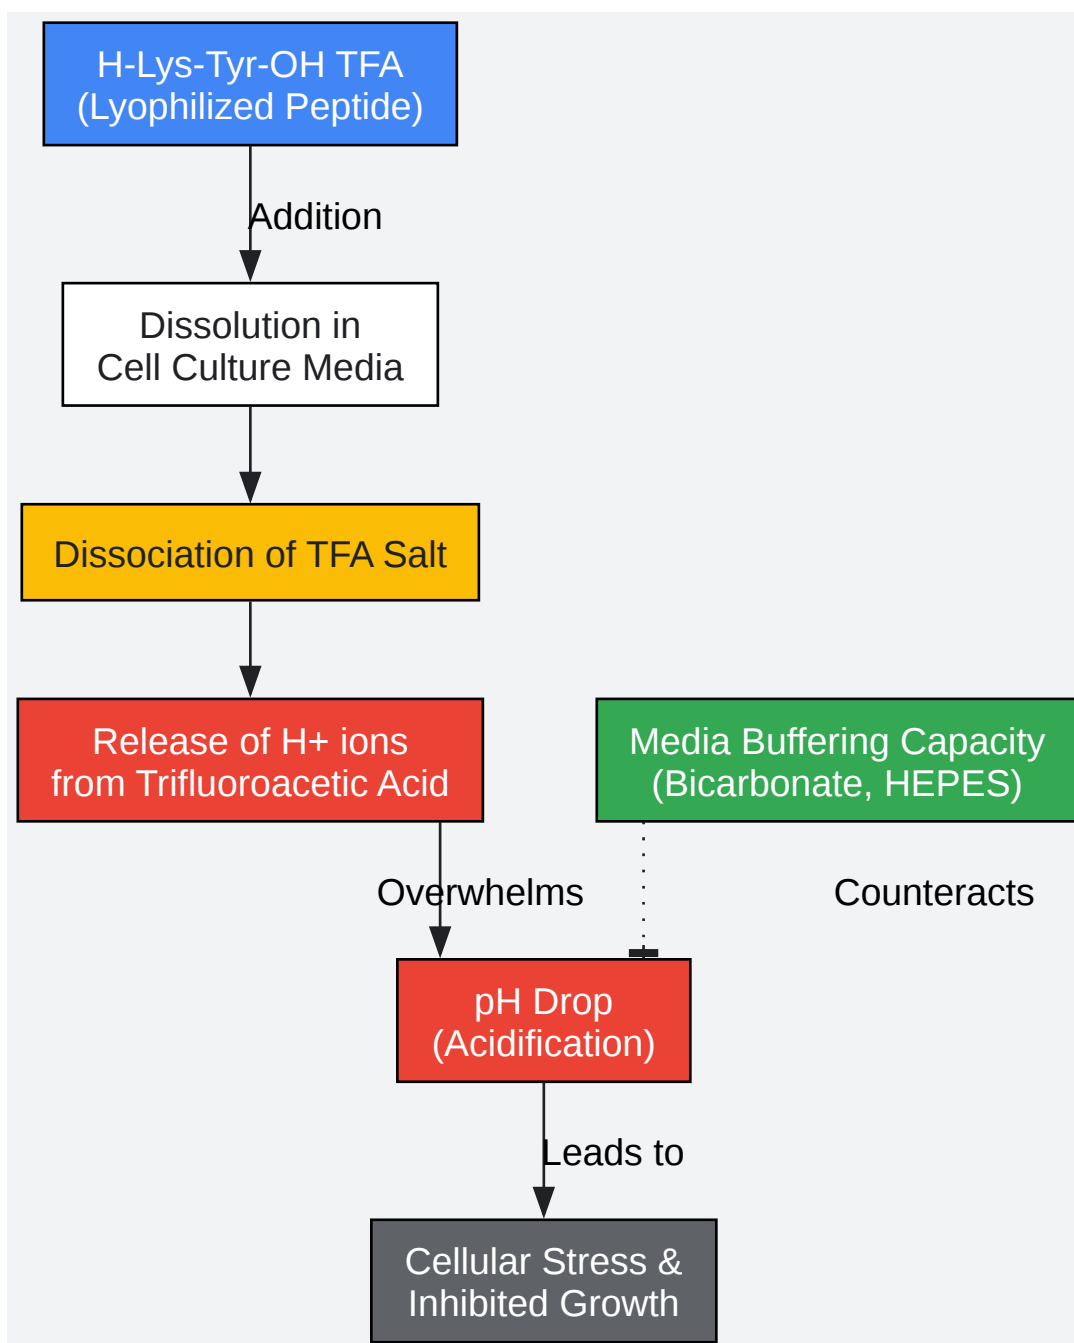 H-Lys-Tyr-OH TFA
(Lyophilized Peptide)
Addition
Dissolution in
Cell Culture Media
Dissociation of TFA Salt
Release of H+ ions
from Trifluoroacetic Acid
Media Buffering Capacity
(Bicarbonate, HEPES)
Overwhelms
Counteracts
pH Drop
(Acidification)
Leads to
Cellular Stress &
Inhibited Growth